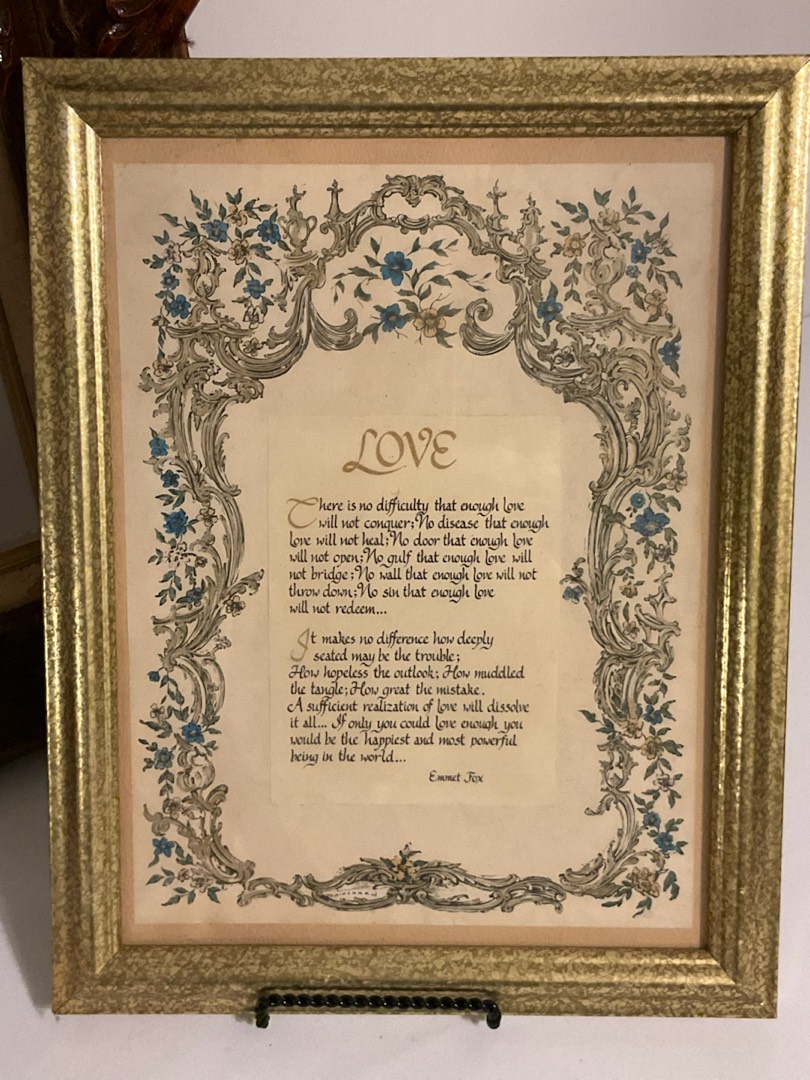 LOVE
There is no difficulty that enough love
will not conquer; No disease that enough
love will not heal; No door that enough love
will not open; No gulf that enough love will
not bridge; No wall that enough love will not
throw down; No sin that enough love
will not redeem...
It makes no difference how deeply
seated may be the trouble;
How hopeless the outlook; How muddled
the tangle; How great the mistake.
A sufficient realization of love will dissolve
it all... If only you could love enough you
would be the happiest and most powerful
being in the world...
Emmet Fox